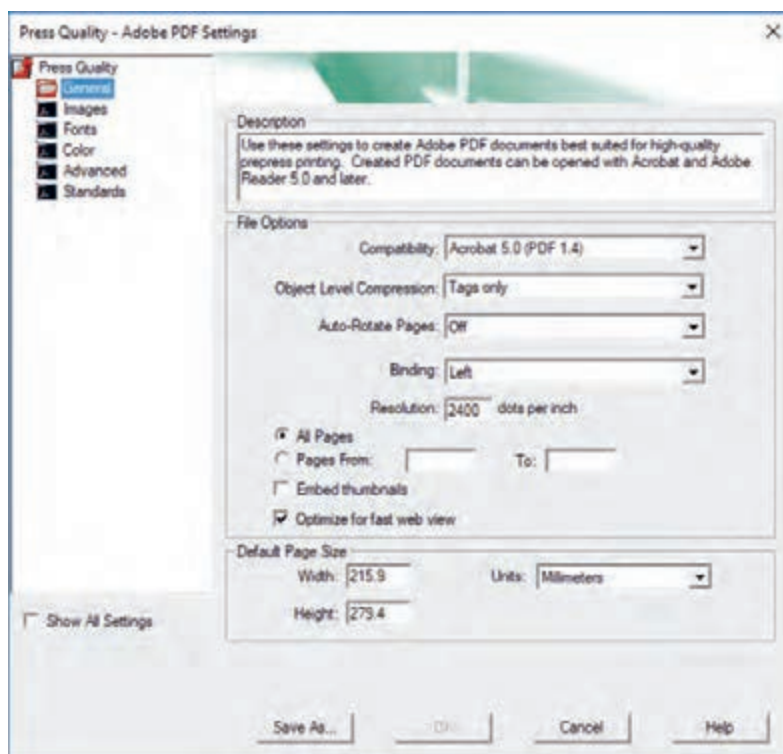 Press Quality - Adobe PDF Settings
Press Quality
General
Images
Fonts
Color
Advanced
Standards
Show All Settings
Description
Use these settings to create Adobe PDF documents best suited for high-quality
prepress printing. Created PDF documents can be opened with Acrobat and Adobe
Reader 5.0 and later.
File Options
Compatibility: Acrobat 5.0 (PDF 1.4)
Object Level Compression: Tags only
Auto-Rotate Pages: Off
Binding: Left
Resolution: 2400 dots per inch
All Pages
Pages From: To:
Embed thumbnails
Optimize for fast web view
Default Page Size
Width: 215.9 Units: Millimeters
Height: 279.4
Save As... Cancel Help